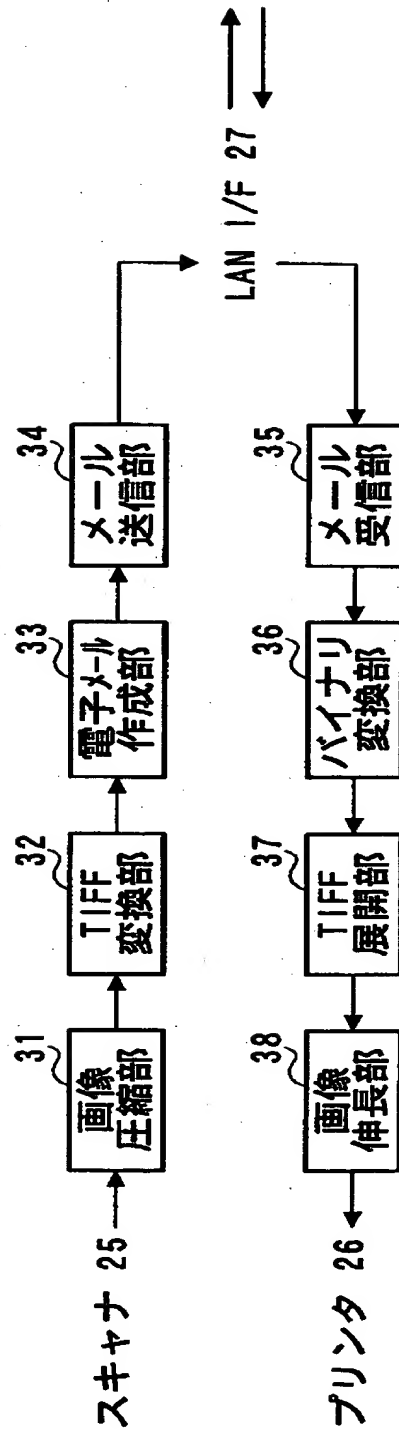 スキャナ 25
31
画像
圧縮部
32
TIFF
変換部
33
電子メール
作成部
34
メール
送信部
LAN I/F 27
35
メール
受信部
36
バイナリ
変換部
37
TIFF
展開部
38
画像
伸長部
プリンタ 26